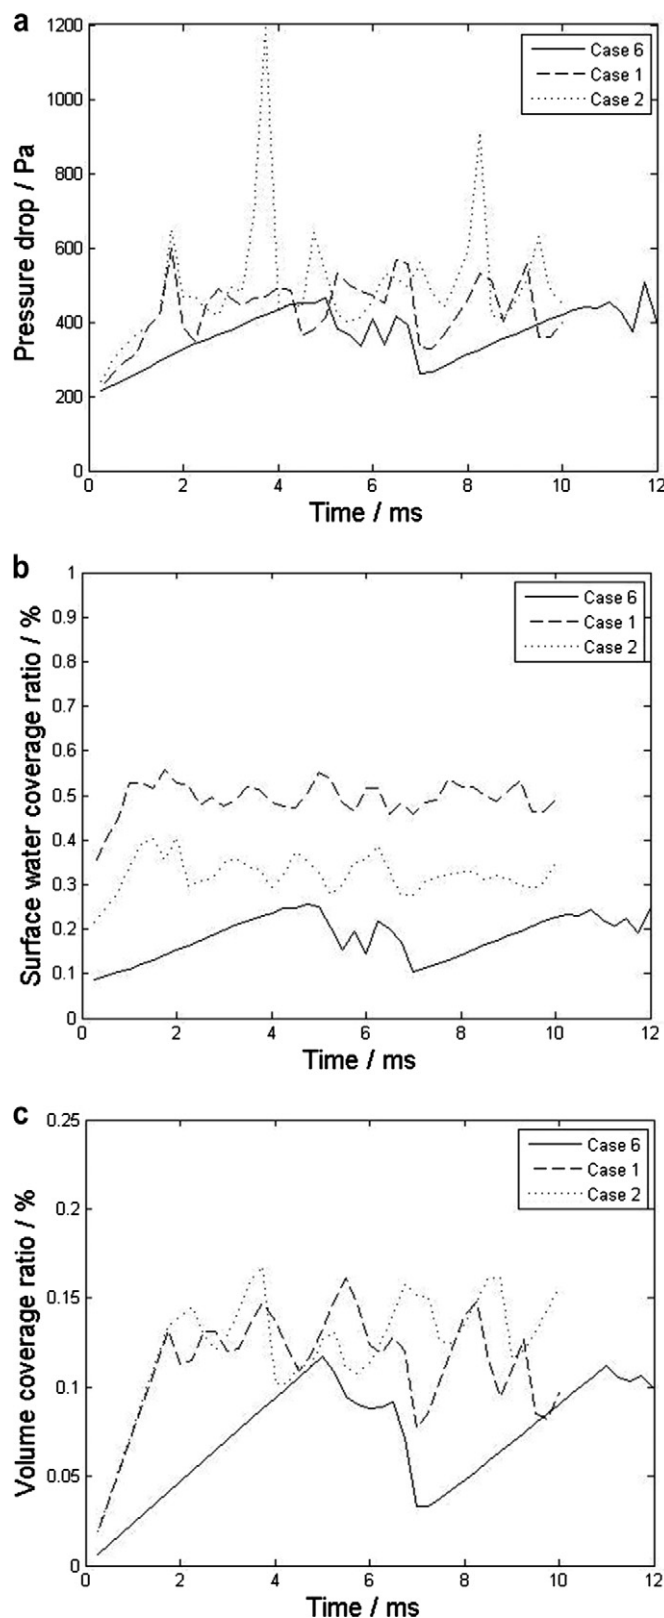 a
1200
1000
800
600
400
200
0
Pressure drop / Pa
Case 6
Case 1
Case 2
0 2 4 6 8 10 12
Time / ms
b
1
0.9
0.8
0.7
0.6
0.5
0.4
0.3
0.2
0.1
0
Surface water coverage ratio / %
Case 6
Case 1
Case 2
0 2 4 6 8 10 12
Time / ms
c
0.25
0.2
0.15
0.1
0.05
0
Volume coverage ratio / %
Case 6
Case 1
Case 2
0 2 4 6 8 10 12
Time / ms